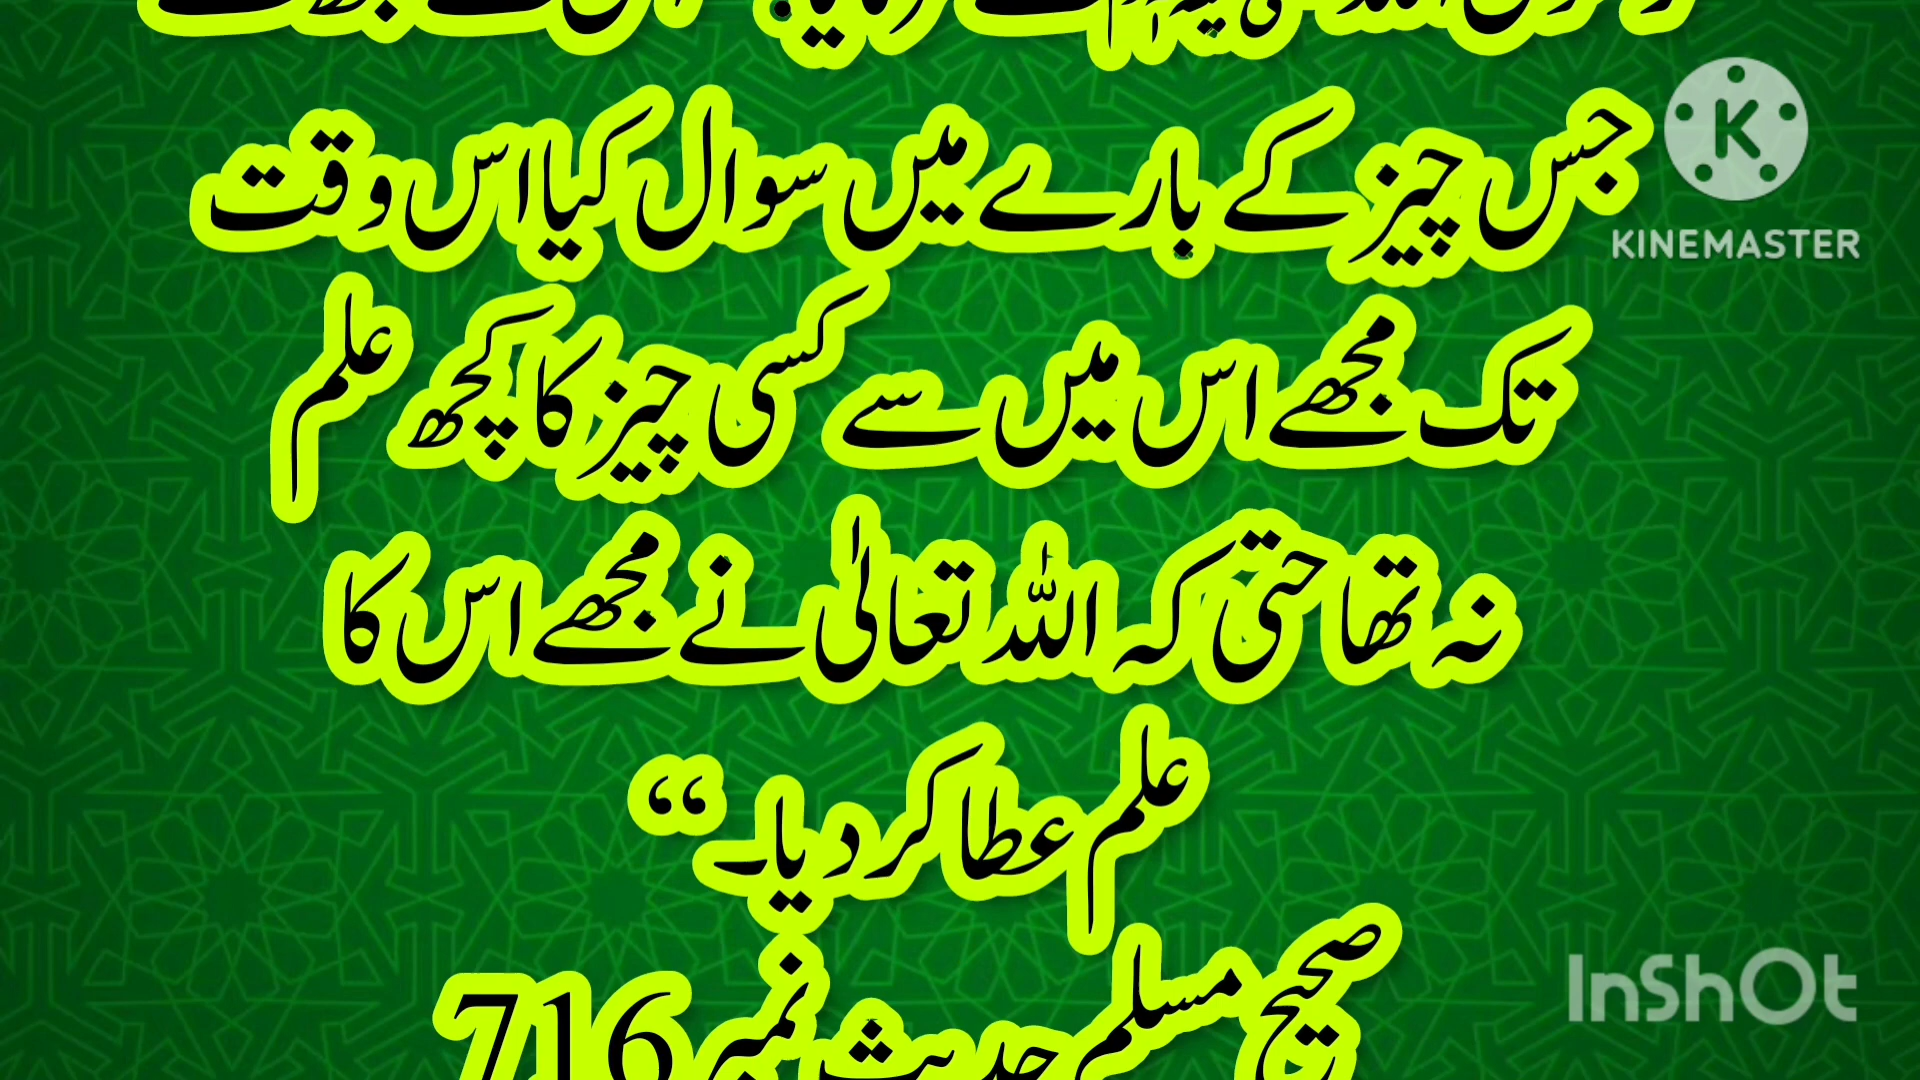 جس چیز کے بارے میں سوال کیا اس وقت
تک مجھے اس میں سے کسی چیز کا کچھ علم
نہ تھا حتی کہ اللہ تعالٰی نے مجھے اس کا
علم عطا کر دیا۔“
صحیح مسلم حدیث نمبر 716
KINEMASTER
InShOt